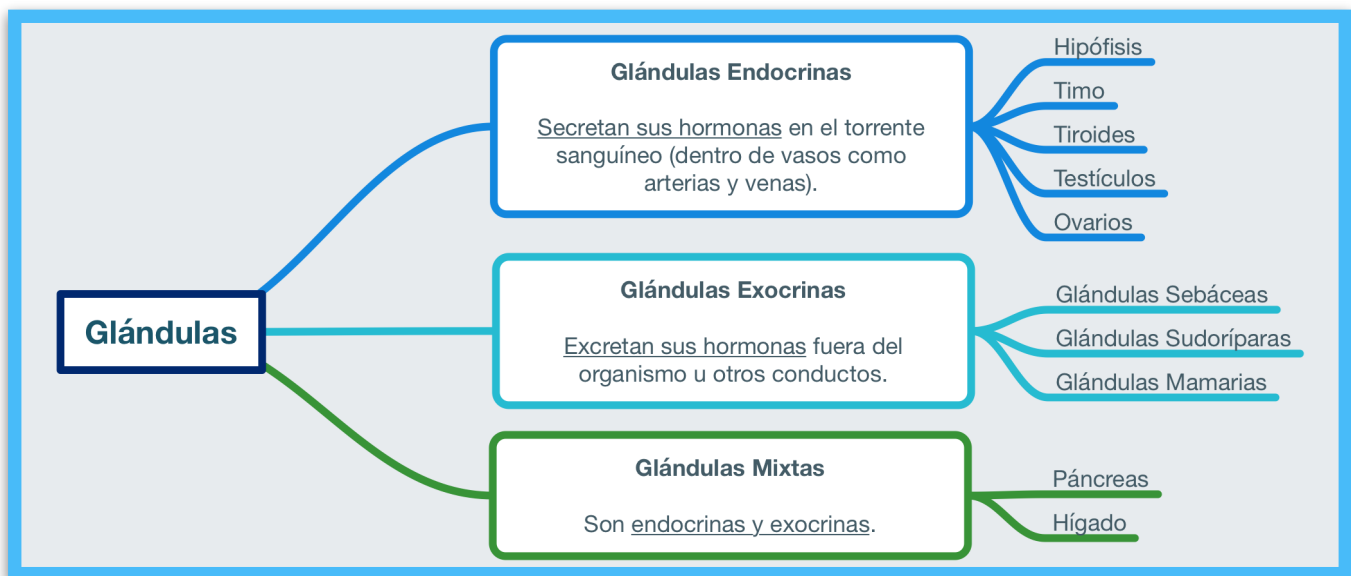 Glándulas
Glándulas Endocrinas
Secretan sus hormonas en el torrente
sanguíneo (dentro de vasos como
arterias y venas).
Hipófisis
Timo
Tiroides
Testículos
Ovarios
Glándulas Exocrinas
Excretan sus hormonas fuera del
organismo u otros conductos.
Glándulas Sebáceas
Glándulas Sudoríparas
Glándulas Mamarias
Glándulas Mixtas
Son endocrinas y exocrinas.
Páncreas
Hígado